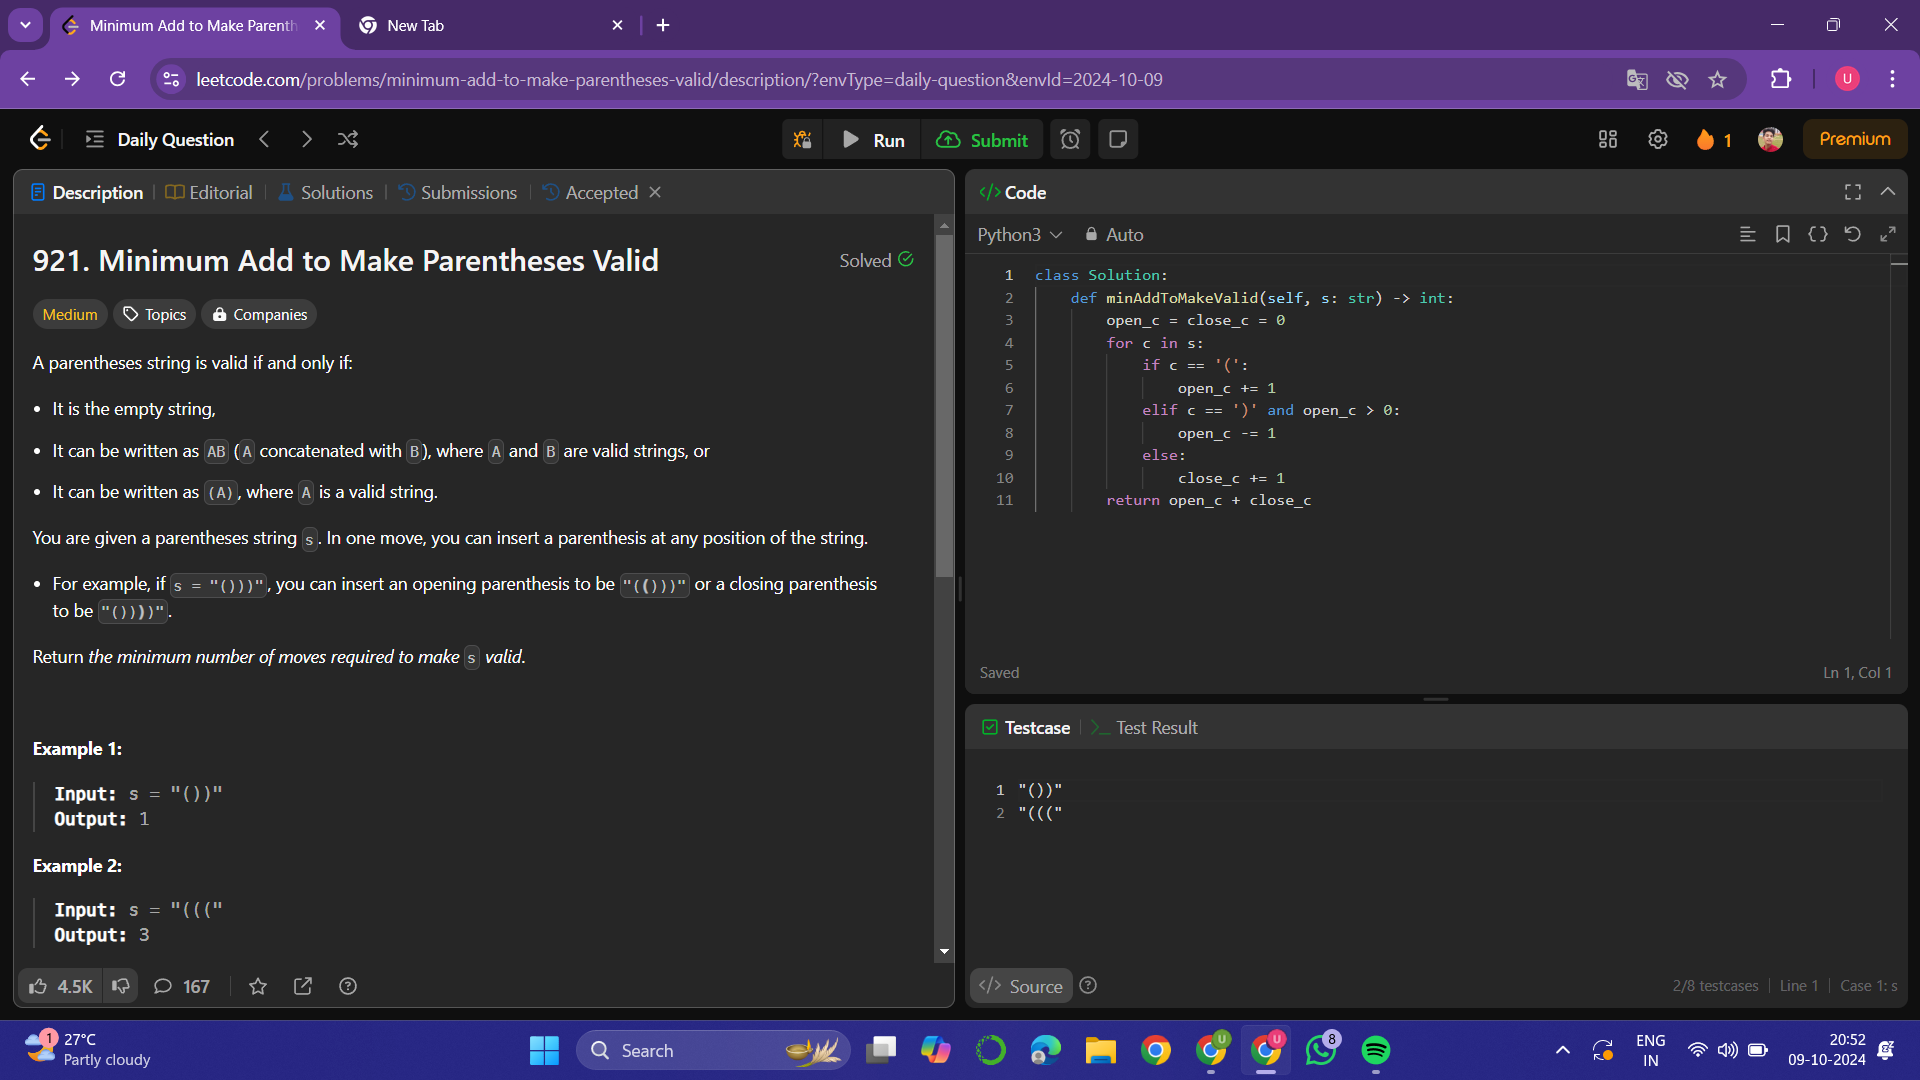 Minimum Add to Make Parenth
New Tab
leetcode.com/problems/minimum-add-to-make-parentheses-valid/description/?envType=daily-question&envId=2024-10-09
U
Daily Question
Run
Submit
1
Premium
Description
Editorial
Solutions
Submissions
Accepted
921. Minimum Add to Make Parentheses Valid
Solved
Medium
Topics
Companies
A parentheses string is valid if and only if:
• It is the empty string,
• It can be written as AB (A concatenated with B), where A and B are valid strings, or
• It can be written as (A), where A is a valid string.
You are given a parentheses string s. In one move, you can insert a parenthesis at any position of the string.
• For example, if s = "()))", you can insert an opening parenthesis to be "(()))" or a closing parenthesis
to be "())))".
Return the minimum number of moves required to make s valid.
Example 1:
Input: s = "())"
Output: 1
Example 2:
Input: s = "((("
Output: 3
4.5K
167
</> Code
Python3
Auto
1 class Solution:
2 def minAddToMakeValid(self, s: str) -> int:
3 open_c = close_c = 0
4 for c in s:
5 if c == '(':
6 open_c += 1
7 elif c == ')' and open_c > 0:
8 open_c -= 1
9 else:
10 close_c += 1
11 return open_c + close_c
Saved
Ln 1, Col 1
Testcase
>_ Test Result
1 "())"
2 "((("
</> Source
2/8 testcases
Line 1
Case 1: s
1
27°C
Partly cloudy
Search
U
U
8
ENG
IN
20:52
09-10-2024